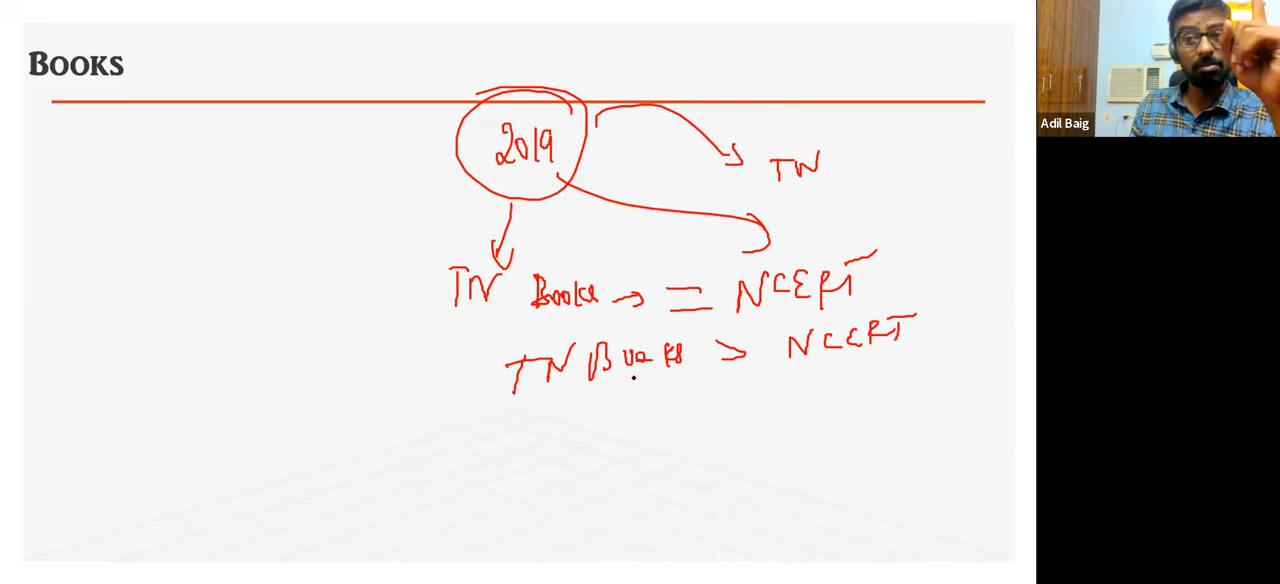 BOOKS
2019
TN
TN Books → = NCERT
TN Books > NCERT
Adil Baig